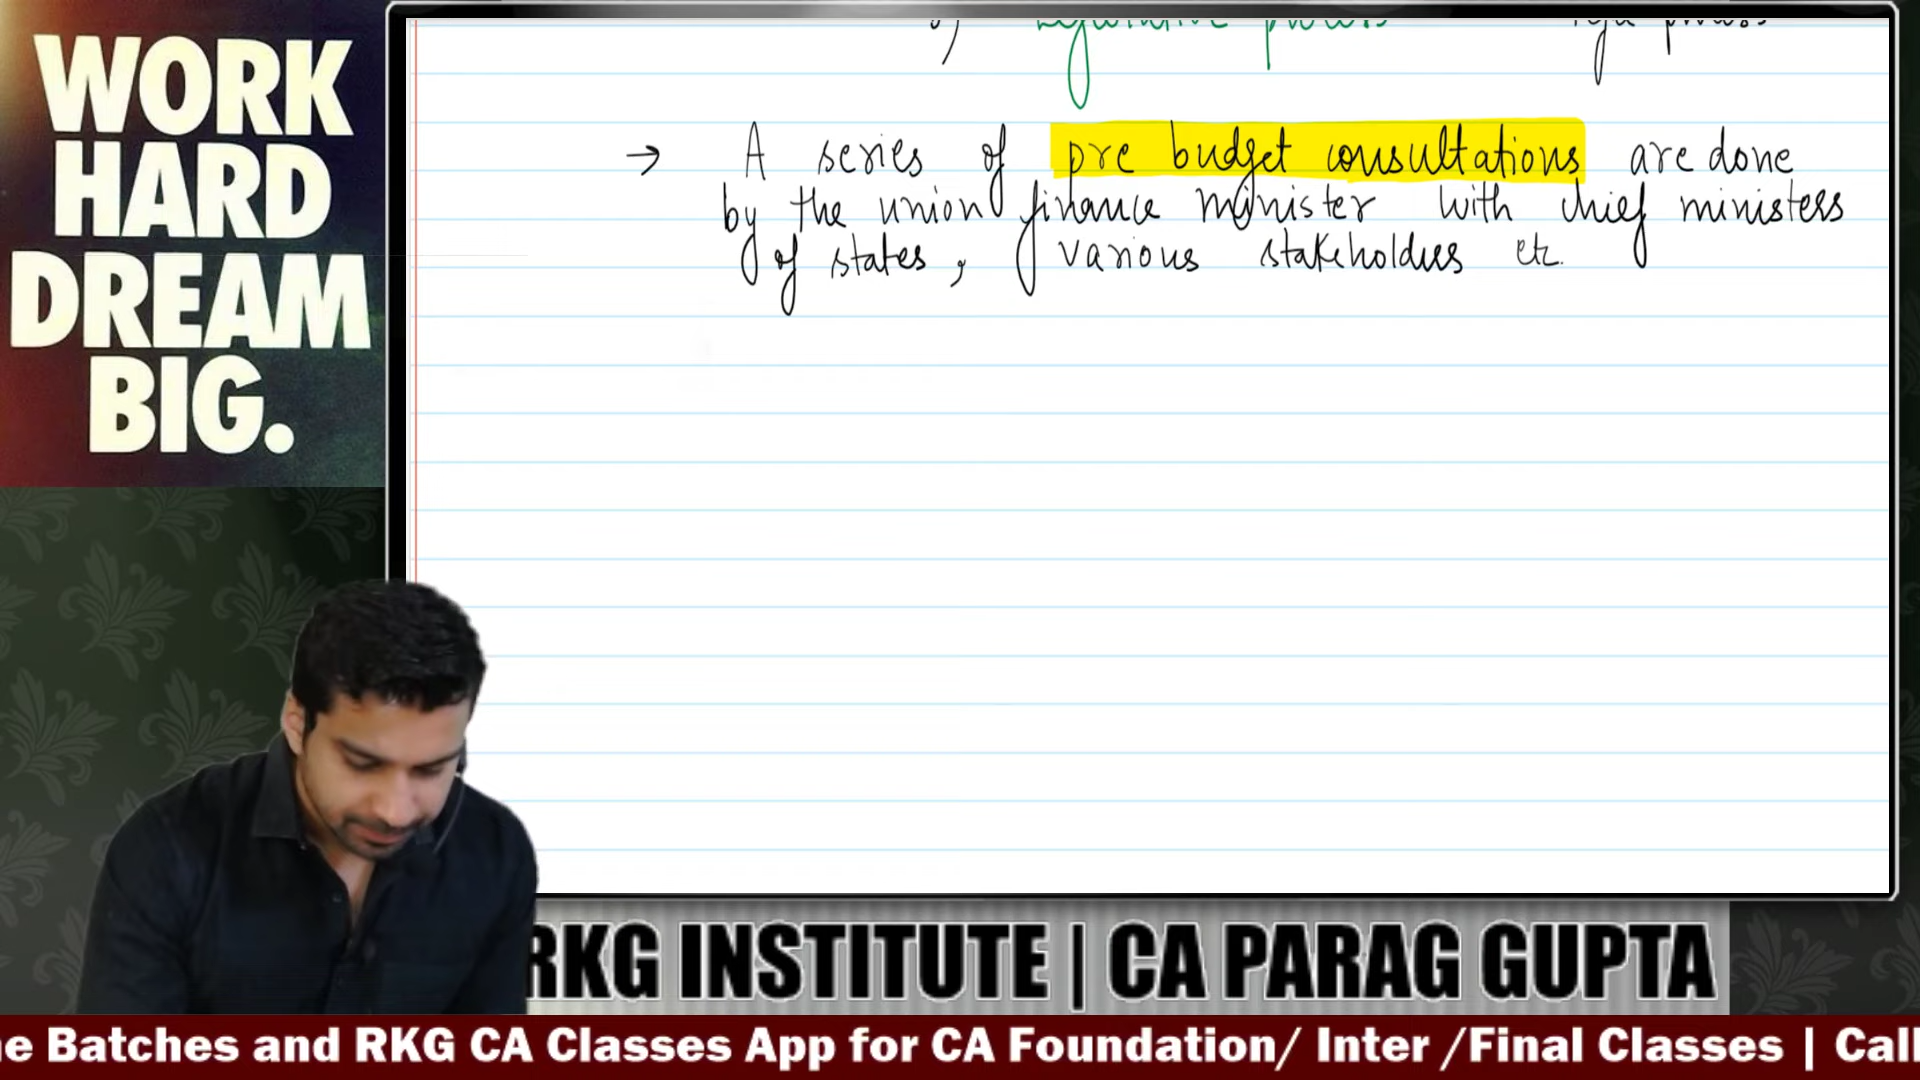 WORK
HARD
DREAM
BIG.
→ A series of pre budget consultations are done
by the union finance minister with chief ministers
of states, various stakeholders etc.
RKG INSTITUTE | CA PARAG GUPTA
e Batches and RKG CA Classes App for CA Foundation/ Inter /Final Classes | Call